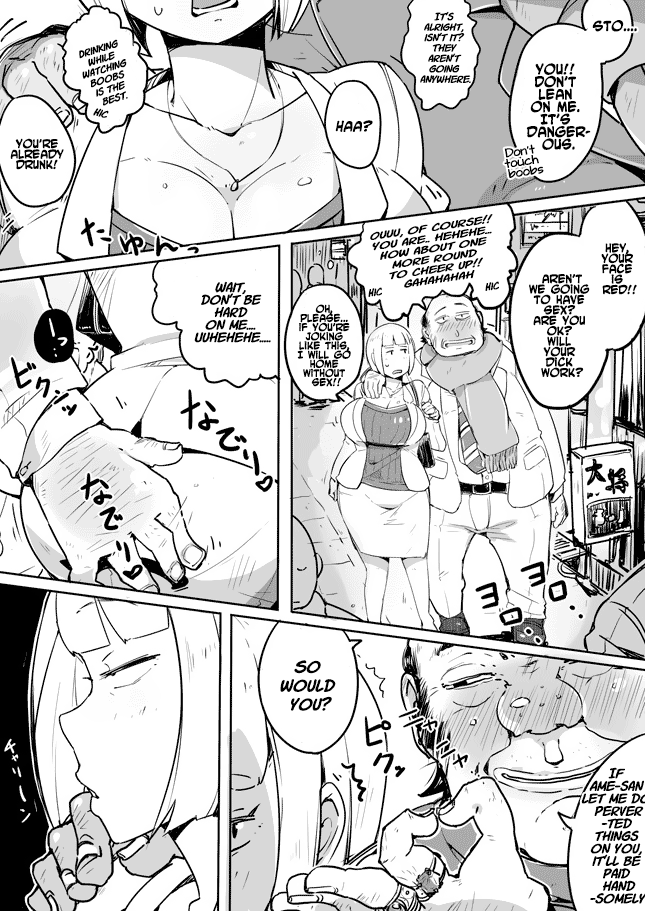 STO....
YOU!!
DON'T
LEAN
ON ME.
IT'S
DANGER-
OUS.
Don't
touch
boobs
IT'S
ALRIGHT,
ISN'T IT?
THEY
AREN'T
GOING
ANYWHERE.
HAA?
DRINKING
WHILE
WATCHING
BOOBS
IS THE
BEST.
HIC
YOU'RE
ALREADY
DRUNK!
たゆんっ
HEY,
YOUR
FACE
IS
RED!!
AREN'T
WE GOING
TO HAVE
SEX?
ARE YOU
OK?
WILL
YOUR
DICK
WORK?
OUUU, OF COURSE!!
YOU ARE.. HEHEHE...
HOW ABOUT ONE
MORE ROUND
TO CHEER UP!!
GAHAHAHAH
HIC
HIC
OH,
PLEASE...
IF YOU'RE
JOKING
LIKE THIS,
I WILL GO
HOME
WITHOUT
SEX!!
大将
ヨロヨロ..
WAIT,
DON'T BE
HARD
ON ME...
UHEHEHE.....
!っ
ビクッ
なでり♡
なでり♡
IF
AME-SAN
LET ME DO
PERVER
-TED
THINGS
ON YOU,
IT'LL BE
PAID
HAND
-SOMELY
SO
WOULD
YOU?
ピクッ
チャリーン